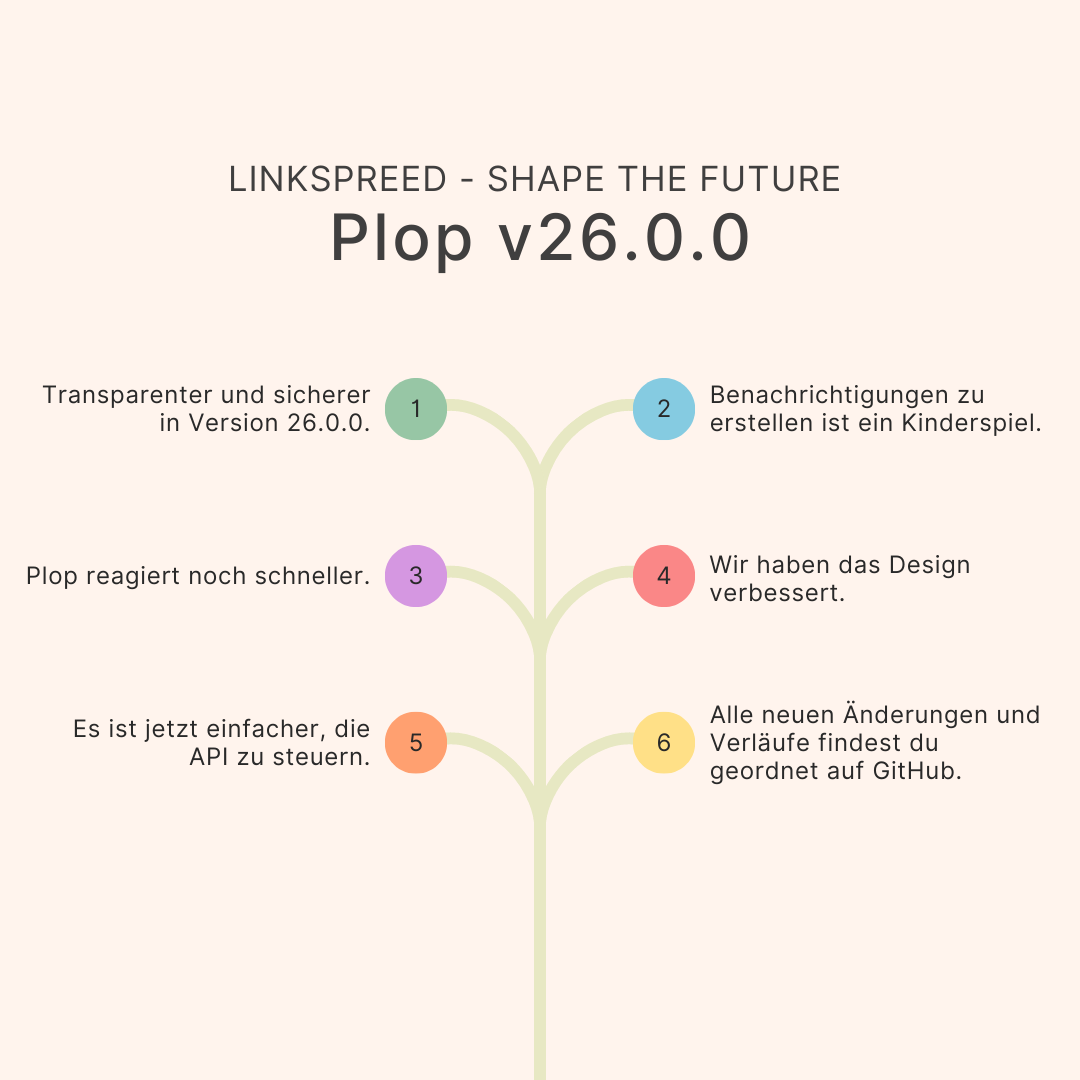 LINKSPREED - SHAPE THE FUTURE
Plop v26.0.0
Transparenter und sicherer
in Version 26.0.0.
1
2
Benachrichtigungen zu
erstellen ist ein Kinderspiel.
Plop reagiert noch schneller.
3
4
Wir haben das Design
verbessert.
Es ist jetzt einfacher, die
API zu steuern.
5
6
Alle neuen Änderungen und
Verläufe findest du
geordnet auf GitHub.